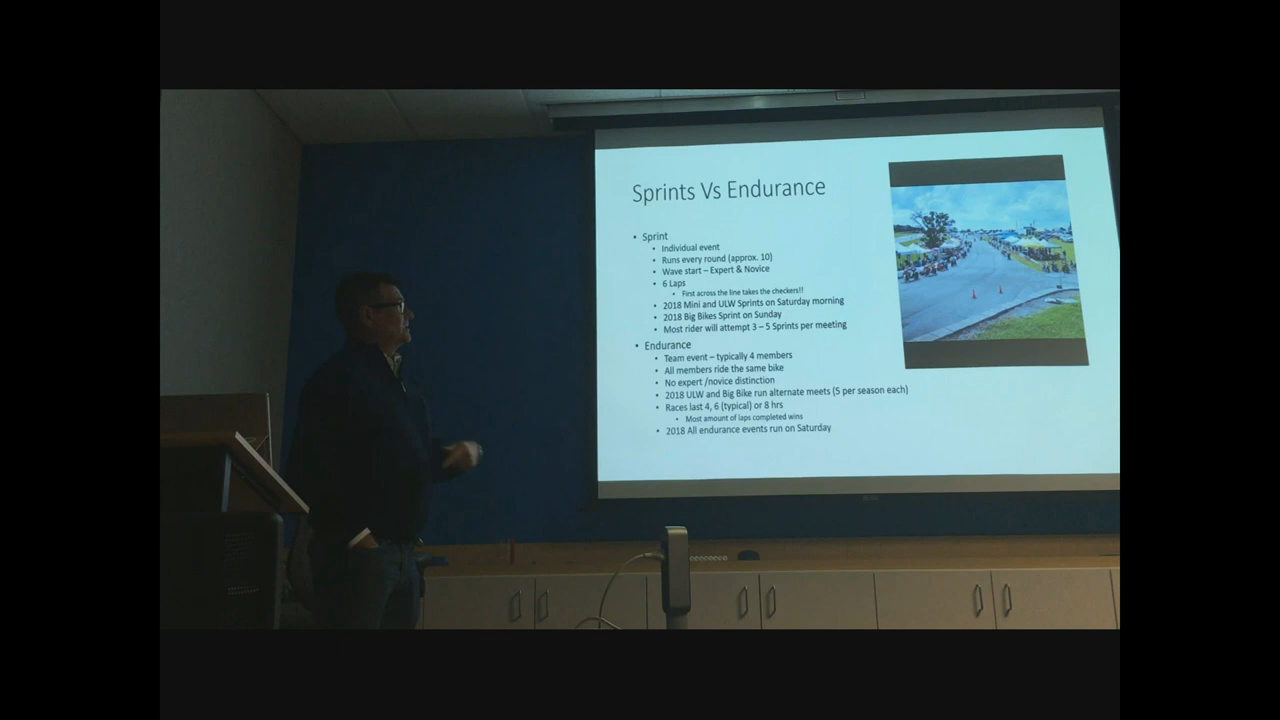 Sprints Vs Endurance
• Sprint
• Individual event
• Runs every round (approx. 10)
• Wave start – Expert & Novice
• 6 Laps
• First across the line takes the checkers!!
• 2018 Mini and ULW Sprints on Saturday morning
• 2018 Big Bikes Sprint on Sunday
• Most rider will attempt 3 – 5 Sprints per meeting
• Endurance
• Team event – typically 4 members
• All members ride the same bike
• No expert /novice distinction
• 2018 ULW and Big Bike run alternate meets (5 per season each)
• Races last 4, 6 (typical) or 8 hrs
• Most amount of laps completed wins
• 2018 All endurance events run on Saturday